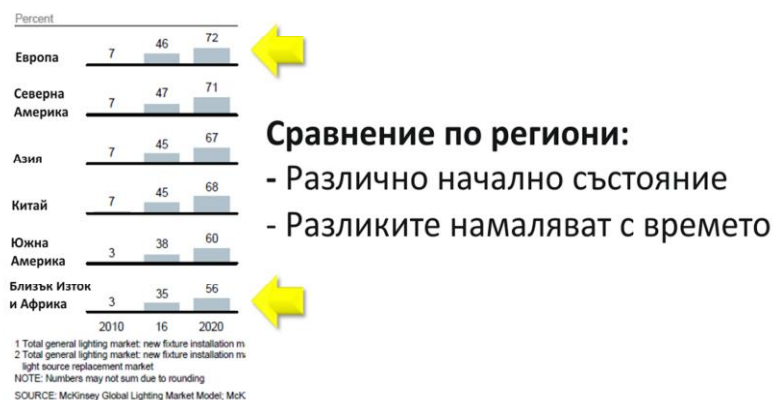 Percent
Европа 7 46 72
Северна
Америка 7 47 71
Азия 7 45 67
Китай 7 45 68
Южна
Америка 3 38 60
Близък Изток
и Африка 3 35 56
2010 16 2020
1 Total general lighting market: new fixture installation
2 Total general lighting market: new fixture installation
light source replacement market
NOTE: Numbers may not sum due to rounding
SOURCE: McKinsey Global Lighting Market Model;
Сравнение по региони:
- Различно начално състояние
- Разликите намаляват с времето